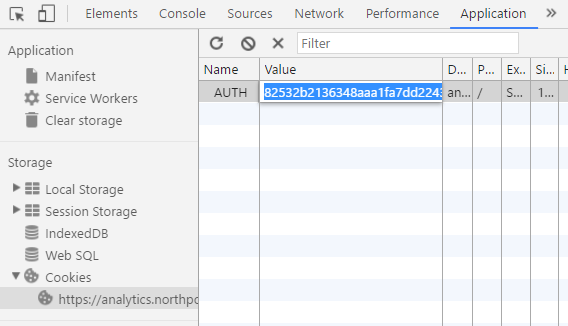 Elements Console Sources Network Performance Application
Application
Manifest
Service Workers
Clear storage
Storage
Local Storage
Session Storage
IndexedDB
Web SQL
Cookies
https://analytics.northpo
Filter
Name Value D... P... Ex... Si... H
AUTH 82532b2136348aaa1fa7dd2243 an... / S... 1...